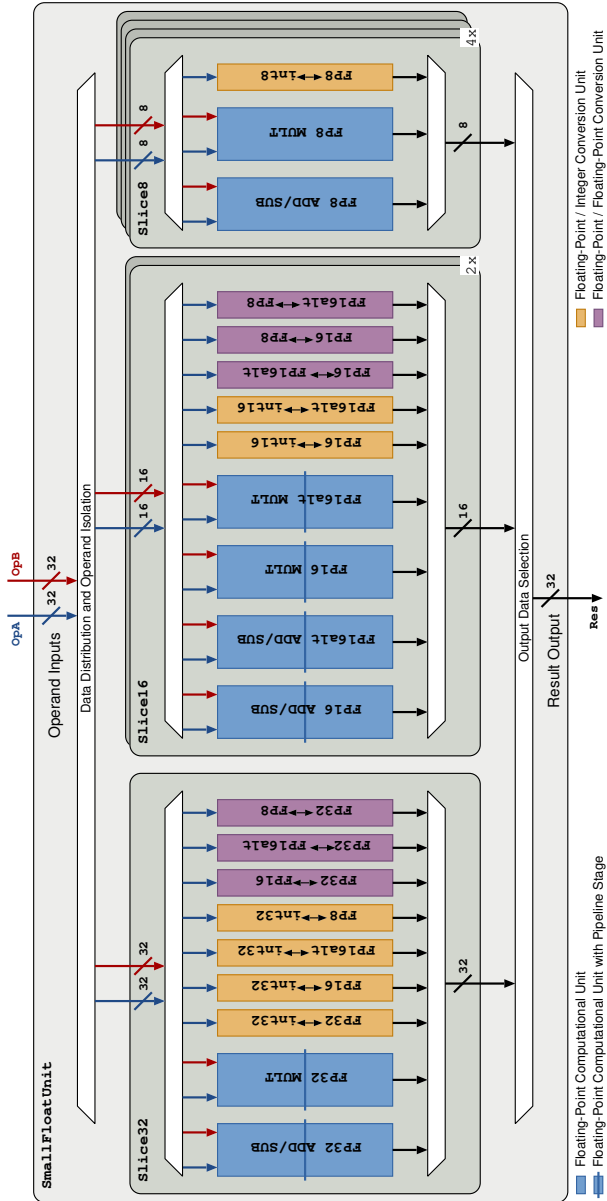 SmallFloatUnit
OpA
OpB
32
32
Operand Inputs
Data Distribution and Operand Isolation
Slice32
32
32
FP32 ADD/SUB
FP32 MULT
FP32↔int32
FP16↔int32
FP16alt↔int32
FP8↔int32
FP32↔FP16
FP32↔FP16alt
FP32↔FP8
32
Slice16
16
16
FP16 ADD/SUB
FP16alt ADD/SUB
FP16 MULT
FP16alt MULT
FP16↔int16
FP16alt↔int16
FP16↔FP16alt
FP16↔FP8
FP16alt↔FP8
16
2x
Slice8
8
8
FP8 ADD/SUB
FP8 MULT
FP8↔int8
8
4x
Output Data Selection
32
Result Output
Res
Floating-Point Computational Unit
Floating-Point Computational Unit with Pipeline Stage
Floating-Point / Integer Conversion Unit
Floating-Point / Floating-Point Conversion Unit